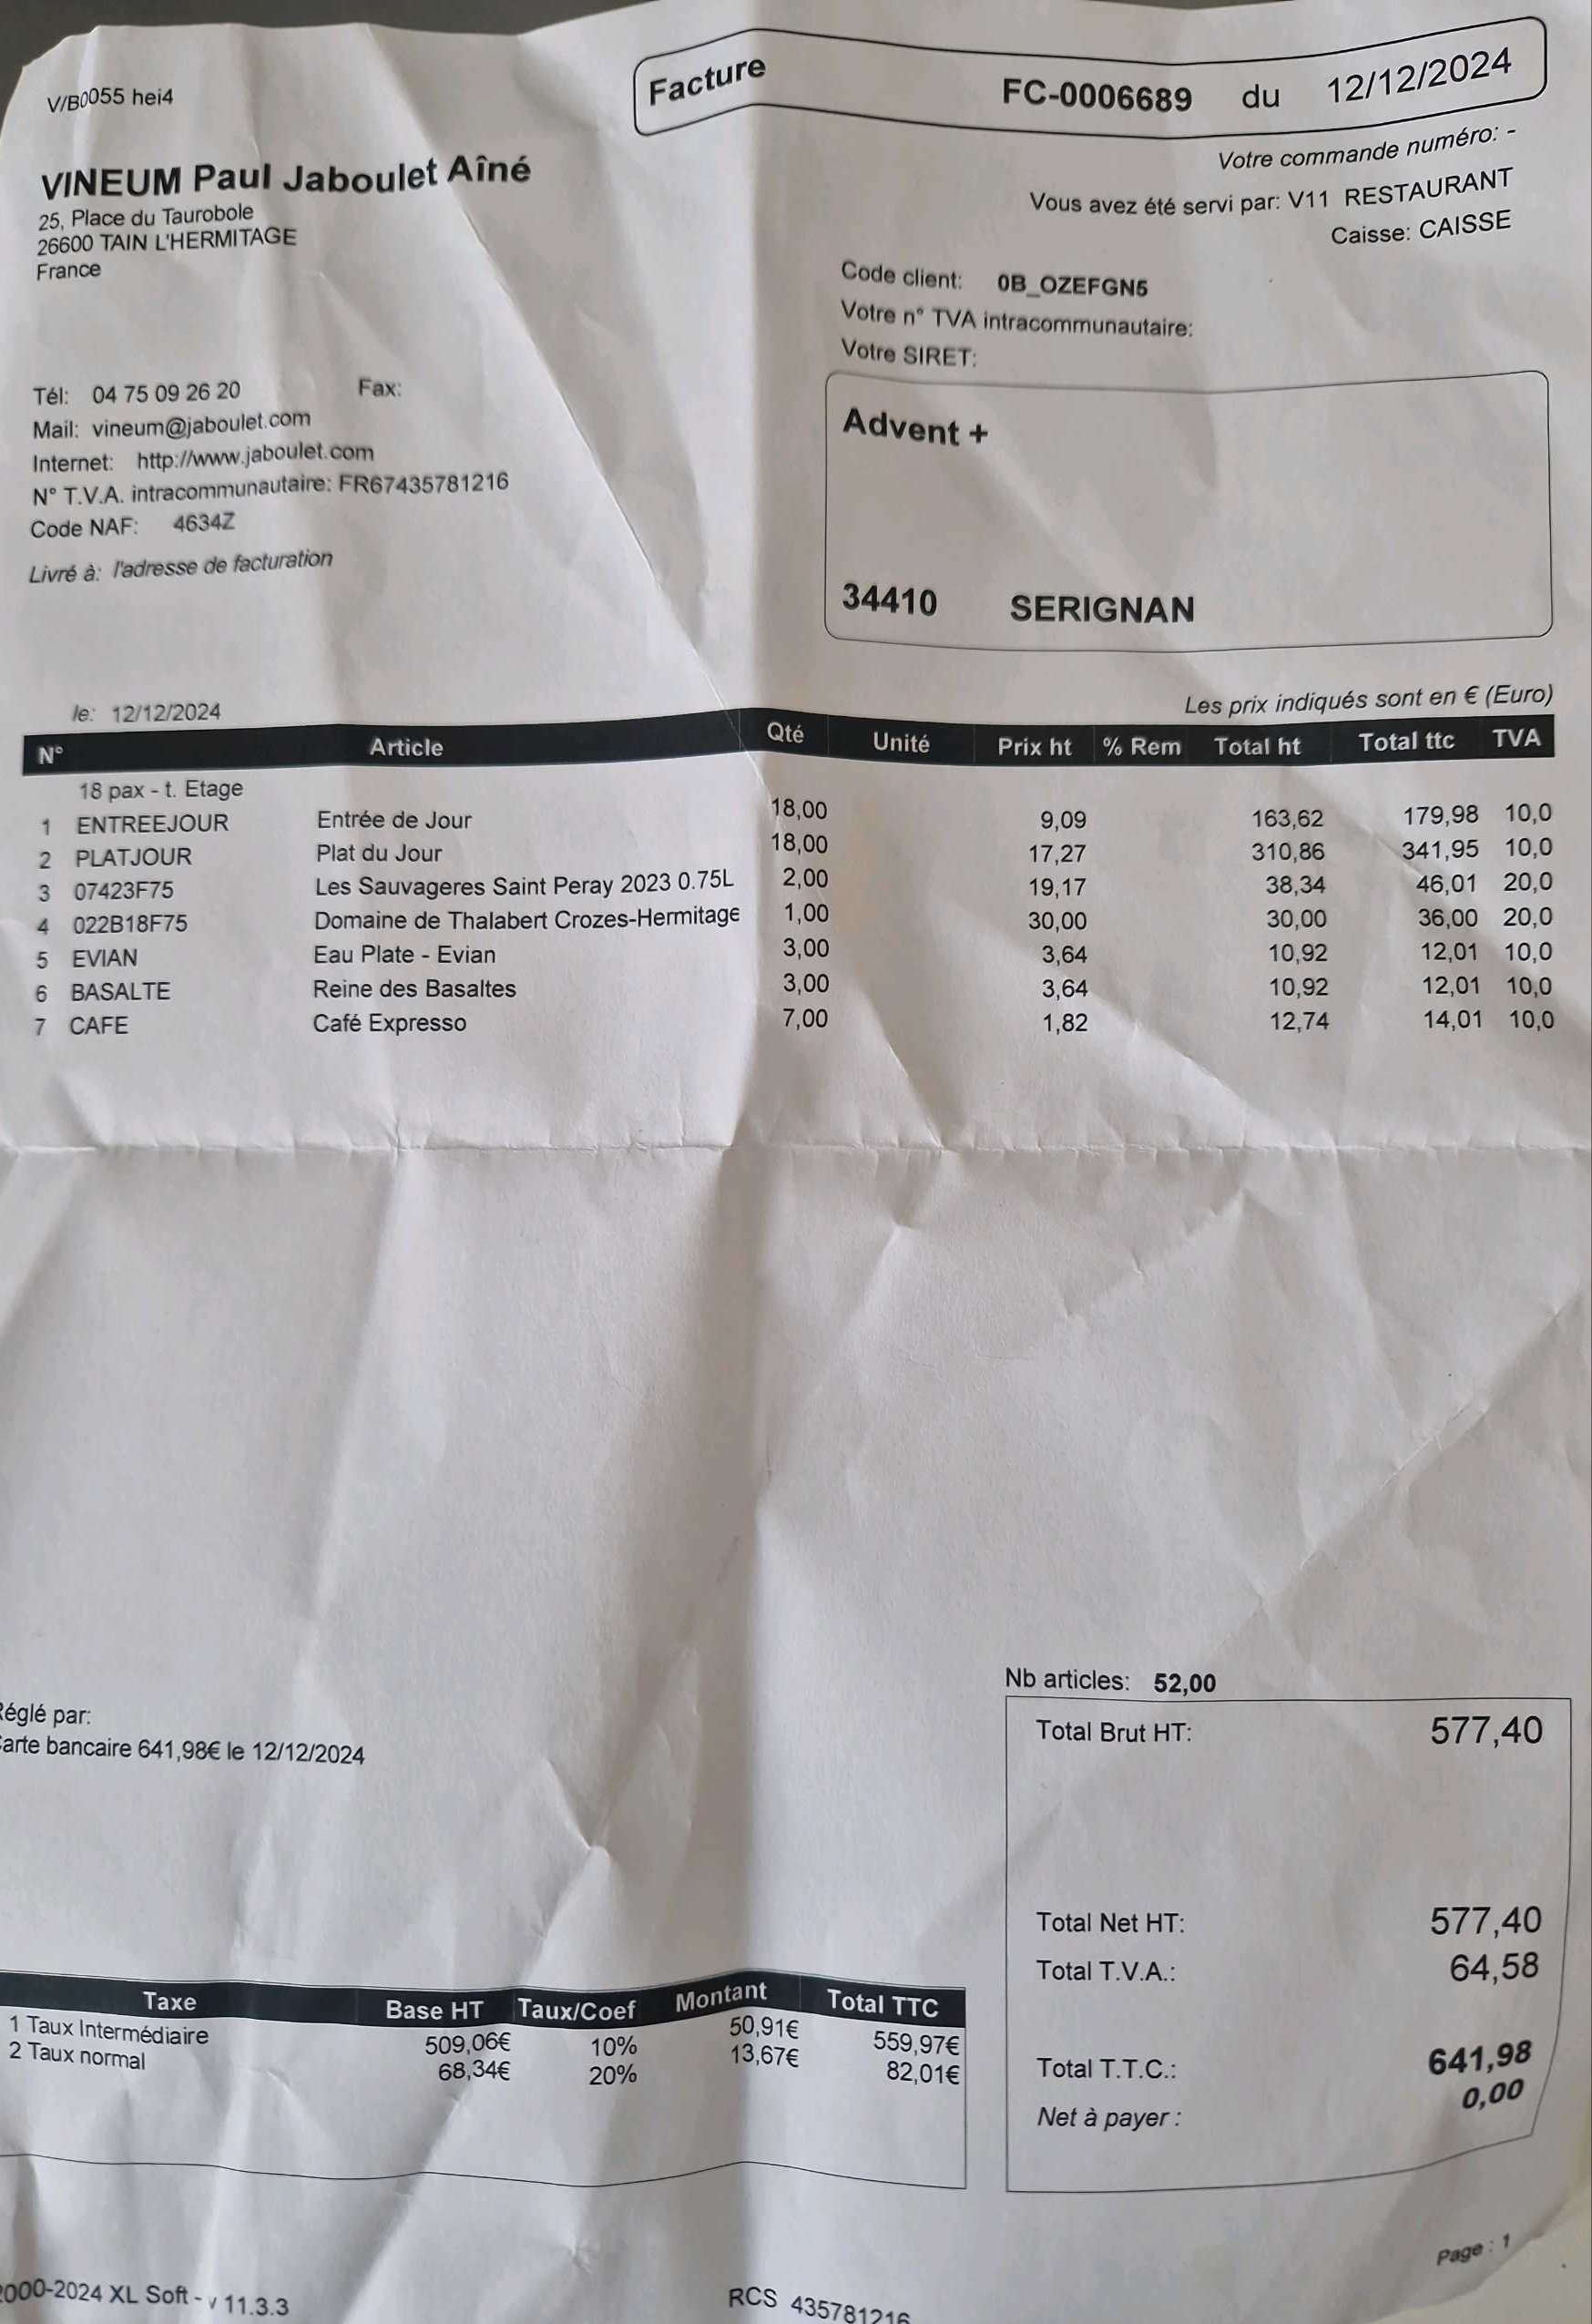 V/B0055 hei4
Facture FC-0006689 du 12/12/2024
Votre commande numéro: -
Vous avez été servi par: V11 RESTAURANT
Caisse: CAISSE
VINEUM Paul Jaboulet Aîné
25, Place du Taurobole
26600 TAIN L'HERMITAGE
France
Code client: 0B_OZEFGN5
Votre n° TVA intracommunautaire:
Votre SIRET:
Tél: 04 75 09 26 20 Fax:
Mail: vineum@jaboulet.com
Internet: http://www.jaboulet.com
N° T.V.A. intracommunautaire: FR67435781216
Code NAF: 4634Z
Livré à: l'adresse de facturation
Advent +
34410 SERIGNAN
le: 12/12/2024
Les prix indiqués sont en € (Euro)
N° Article Qté Unité Prix ht % Rem Total ht Total ttc TVA
18 pax - t. Etage
1 ENTREEJOUR Entrée de Jour 18,00 9,09 163,62 179,98 10,0
2 PLATJOUR Plat du Jour 18,00 17,27 310,86 341,95 10,0
3 07423F75 Les Sauvageres Saint Peray 2023 0.75L 2,00 19,17 38,34 46,01 20,0
4 022B18F75 Domaine de Thalabert Crozes-Hermitage 1,00 30,00 30,00 36,00 20,0
5 EVIAN Eau Plate - Evian 3,00 3,64 10,92 12,01 10,0
6 BASALTE Reine des Basaltes 3,00 3,64 10,92 12,01 10,0
7 CAFE Café Expresso 7,00 1,82 12,74 14,01 10,0
Nb articles: 52,00
Réglé par:
arte bancaire 641,98€ le 12/12/2024
Total Brut HT: 577,40
Total Net HT: 577,40
Total T.V.A.: 64,58
Total T.T.C.: 641,98
Net à payer : 0,00
Taxe Base HT Taux/Coef Montant Total TTC
1 Taux Intermédiaire 509,06€ 10% 50,91€ 559,97€
2 Taux normal 68,34€ 20% 13,67€ 82,01€
Page : 1
2000-2024 XL Soft - v 11.3.3
RCS 435781216